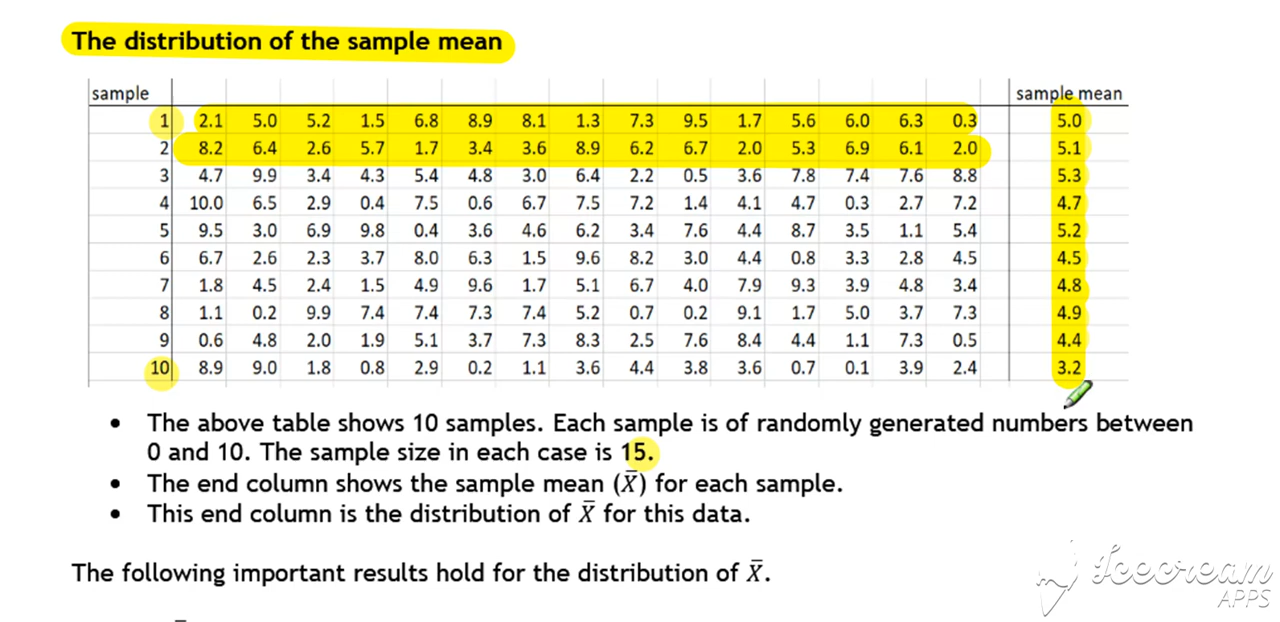 The distribution of the sample mean
sample sample mean
1 2.1 5.0 5.2 1.5 6.8 8.9 8.1 1.3 7.3 9.5 1.7 5.6 6.0 6.3 0.3 5.0
2 8.2 6.4 2.6 5.7 1.7 3.4 3.6 8.9 6.2 6.7 2.0 5.3 6.9 6.1 2.0 5.1
3 4.7 9.9 3.4 4.3 5.4 4.8 3.0 6.4 2.2 0.5 3.6 7.8 7.4 7.6 8.8 5.3
4 10.0 6.5 2.9 0.4 7.5 0.6 6.7 7.5 7.2 1.4 4.1 4.7 0.3 2.7 7.2 4.7
5 9.5 3.0 6.9 9.8 0.4 3.6 4.6 6.2 3.4 7.6 4.4 8.7 3.5 1.1 5.4 5.2
6 6.7 2.6 2.3 3.7 8.0 6.3 1.5 9.6 8.2 3.0 4.4 0.8 3.3 2.8 4.5 4.5
7 1.8 4.5 2.4 1.5 4.9 9.6 1.7 5.1 6.7 4.0 7.9 9.3 3.9 4.8 3.4 4.8
8 1.1 0.2 9.9 7.4 7.4 7.3 7.4 5.2 0.7 0.2 9.1 1.7 5.0 3.7 7.3 4.9
9 0.6 4.8 2.0 1.9 5.1 3.7 7.3 8.3 2.5 7.6 8.4 4.4 1.1 7.3 0.5 4.4
10 8.9 9.0 1.8 0.8 2.9 0.2 1.1 3.6 4.4 3.8 3.6 0.7 0.1 3.9 2.4 3.2
• The above table shows 10 samples. Each sample is of randomly generated numbers between
0 and 10. The sample size in each case is 15.
• The end column shows the sample mean (X̄) for each sample.
• This end column is the distribution of X̄ for this data.
The following important results hold for the distribution of X̄.
Icecream
APPS